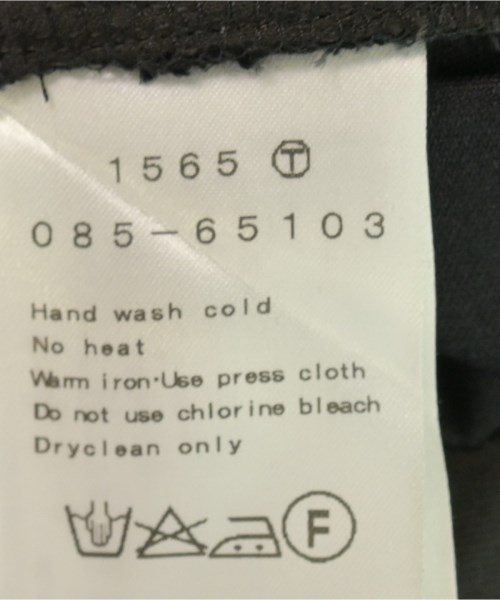 1565 Ⓣ
085-65103
Hand wash cold
No heat
Warm iron·Use press cloth
Do not use chlorine bleach
Dryclean only
F